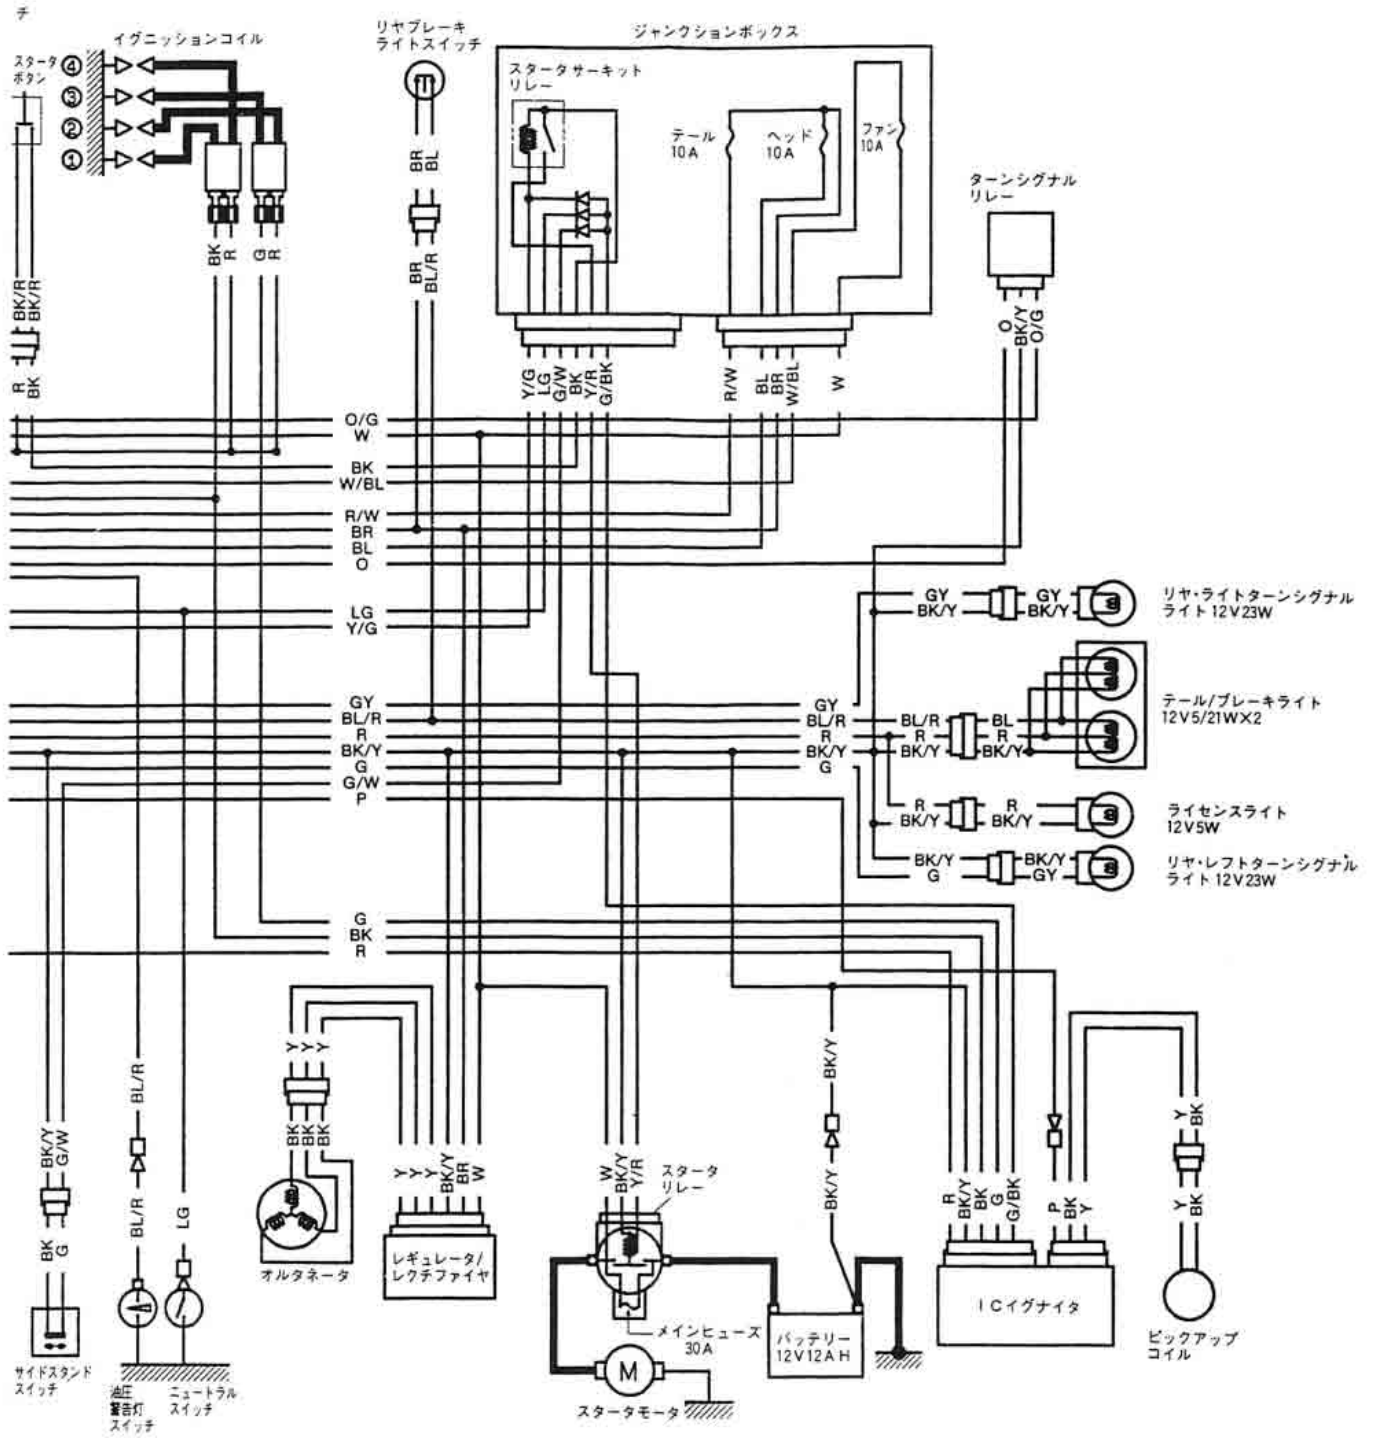 チ
イグニッションコイル
スタータ
ボタン
④
③
②
①
リヤブレーキ
ライトスイッチ
ジャンクションボックス
スタータサーキット
リレー
テール
10A
ヘッド
10A
ファン
10A
ターンシグナル
リレー
BR
BL
BR
BL/R
BK
R
G
R
BK/R
BK/R
R
BK
O
BK/Y
O/G
Y/G
LG
G/W
BK
Y/R
G/BK
R/W
BL
BR
W/BL
W
O/G
W
BK
W/BL
R/W
BR
BL
O
LG
Y/G
GY
BL/R
R
BK/Y
G
G/W
P
GY
BL/R
R
BK/Y
G
GY
BK/Y
GY
BK/Y
リヤ・ライトターンシグナル
ライト 12V23W
BL/R
R
BK/Y
BL
R
BK/Y
テール/ブレーキライト
12V5/21W×2
R
BK/Y
R
BK/Y
ライセンスライト
12V5W
BK/Y
G
BK/Y
GY
リヤ・レフトターンシグナル
ライト 12V23W
G
BK
R
Y
Y
Y
BK
BK
BK
オルタネータ
Y
Y
Y
BK/Y
BR
W
レギュレータ/
レクチファイヤ
W
BK/Y
Y/R
スタータ
リレー
メインヒューズ
30A
M
スタータモータ
BK/Y
BK/Y
バッテリー
12V12AH
R
BK/Y
BK
G
G/BK
P
BK
Y
ICイグナイタ
Y
BK
Y
BK
ピックアップ
コイル
BK/Y
G/W
BK
G
サイドスタンド
スイッチ
BL/R
BL/R
油圧
警告灯
スイッチ
LG
ニュートラル
スイッチ